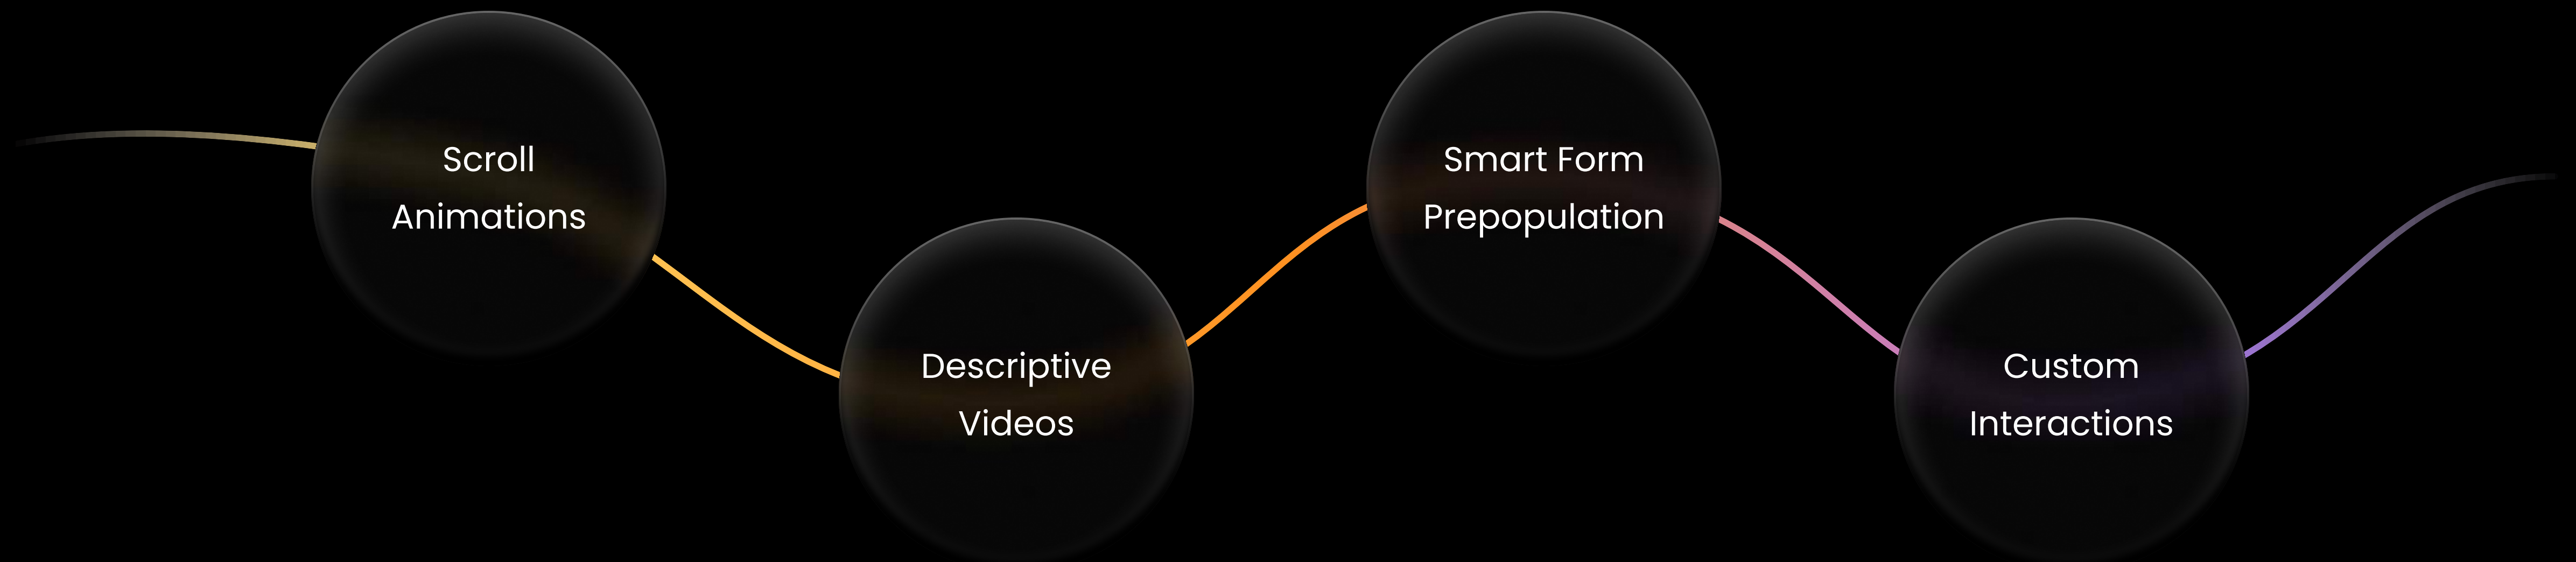 Scroll
Animations
Descriptive
Videos
Smart Form
Prepopulation
Custom
Interactions